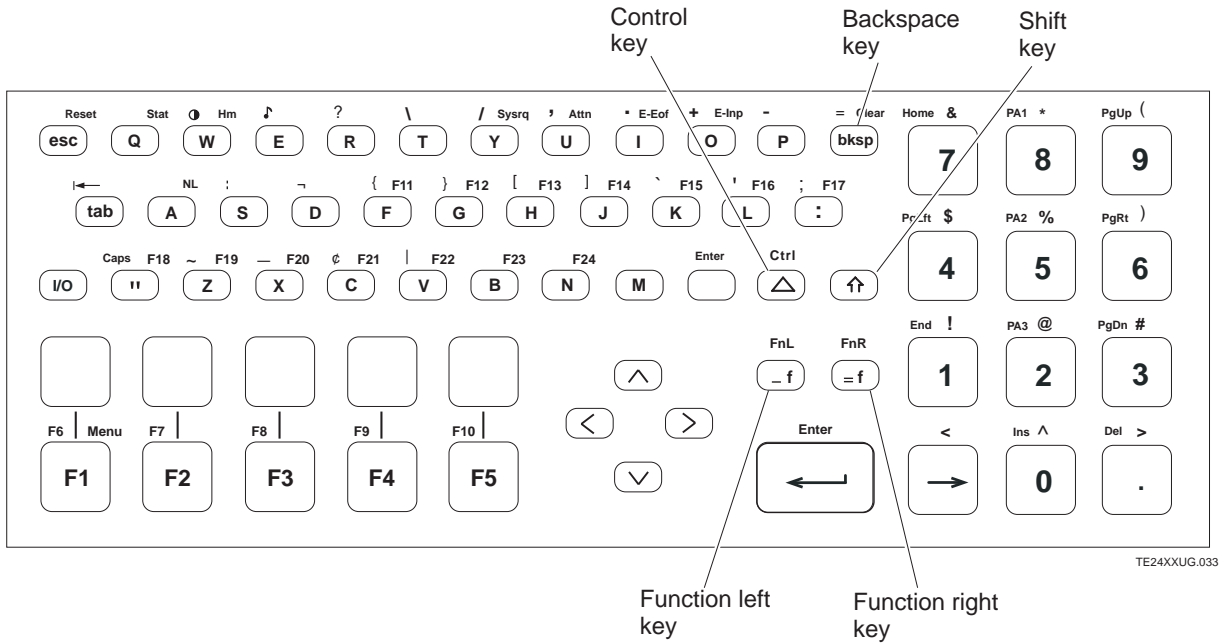 Control key
Backspace key
Shift key
Reset Stat Hm ? \ / Sysrq , Attn . E-Eof + E-Inp - = Clear Home & PA1 * PgUp (
esc Q W E R T Y U I O P bksp 7 8 9
NL ¦ ¬ { F11 } F12 [ F13 ] F14 ` F15 ' F16 ; F17
tab A S D F G H J K L :
PgLft $ PA2 % PgRt )
4 5 6
Caps F18 ~ F19 — F20 ¢ F21 | F22 F23 F24 Enter Ctrl
I/O " Z X C V B N M
End ! PA3 @ PgDn #
1 2 3
FnL FnR
_ f = f
F6 Menu F7 F8 F9 F10
F1 F2 F3 F4 F5
Enter < Ins ^ Del >
0 .
TE24XXUG.033
Function left key
Function right key